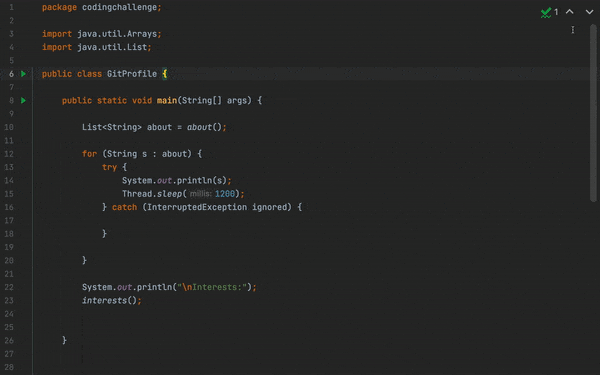 1 package codingchallenge;
2
3 import java.util.Arrays;
4 import java.util.List;
5
6 public class GitProfile {
7
8 public static void main(String[] args) {
9
10 List<String> about = about();
11
12 for (String s : about) {
13 try {
14 System.out.println(s);
15 Thread.sleep( millis: 1200);
16 } catch (InterruptedException ignored) {
17
18 }
19
20 }
21
22 System.out.println("\nInterests:");
23 interests();
24
25
26 }
27
28
1